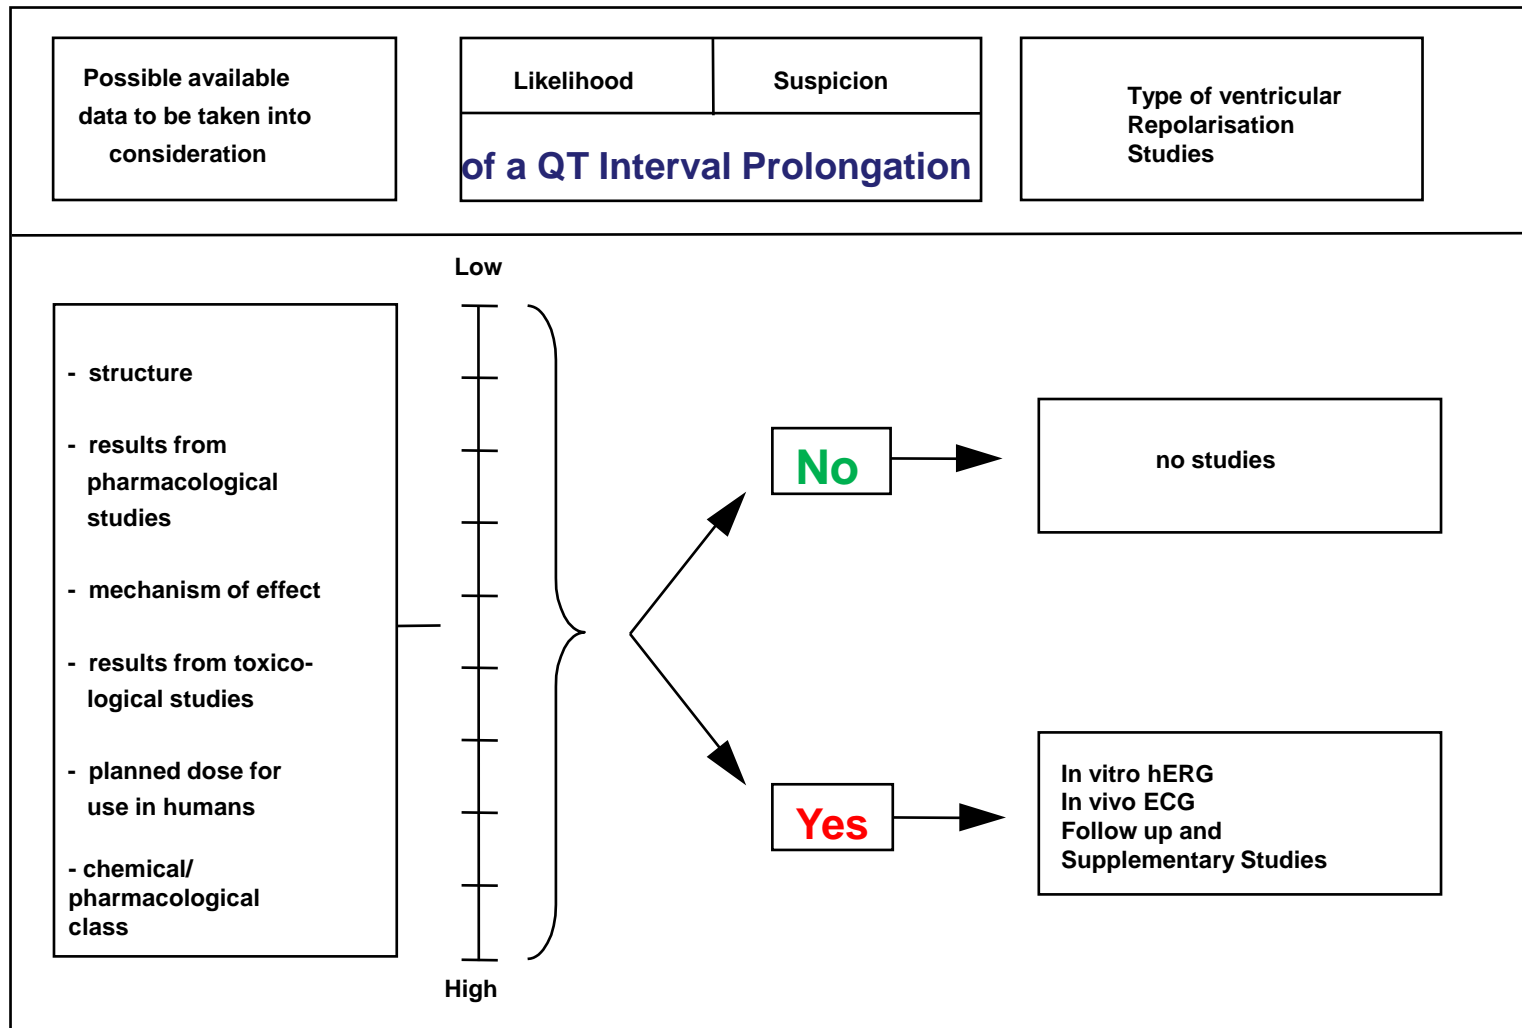 Possible available
data to be taken into
consideration
Likelihood
Suspicion
of a QT Interval Prolongation
Type of ventricular
Repolarisation
Studies
Low
- structure
- results from
pharmacological
studies
- mechanism of effect
- results from toxico-
logical studies
- planned dose for
use in humans
- chemical/
pharmacological
class
High
No
no studies
Yes
In vitro hERG
In vivo ECG
Follow up and
Supplementary Studies